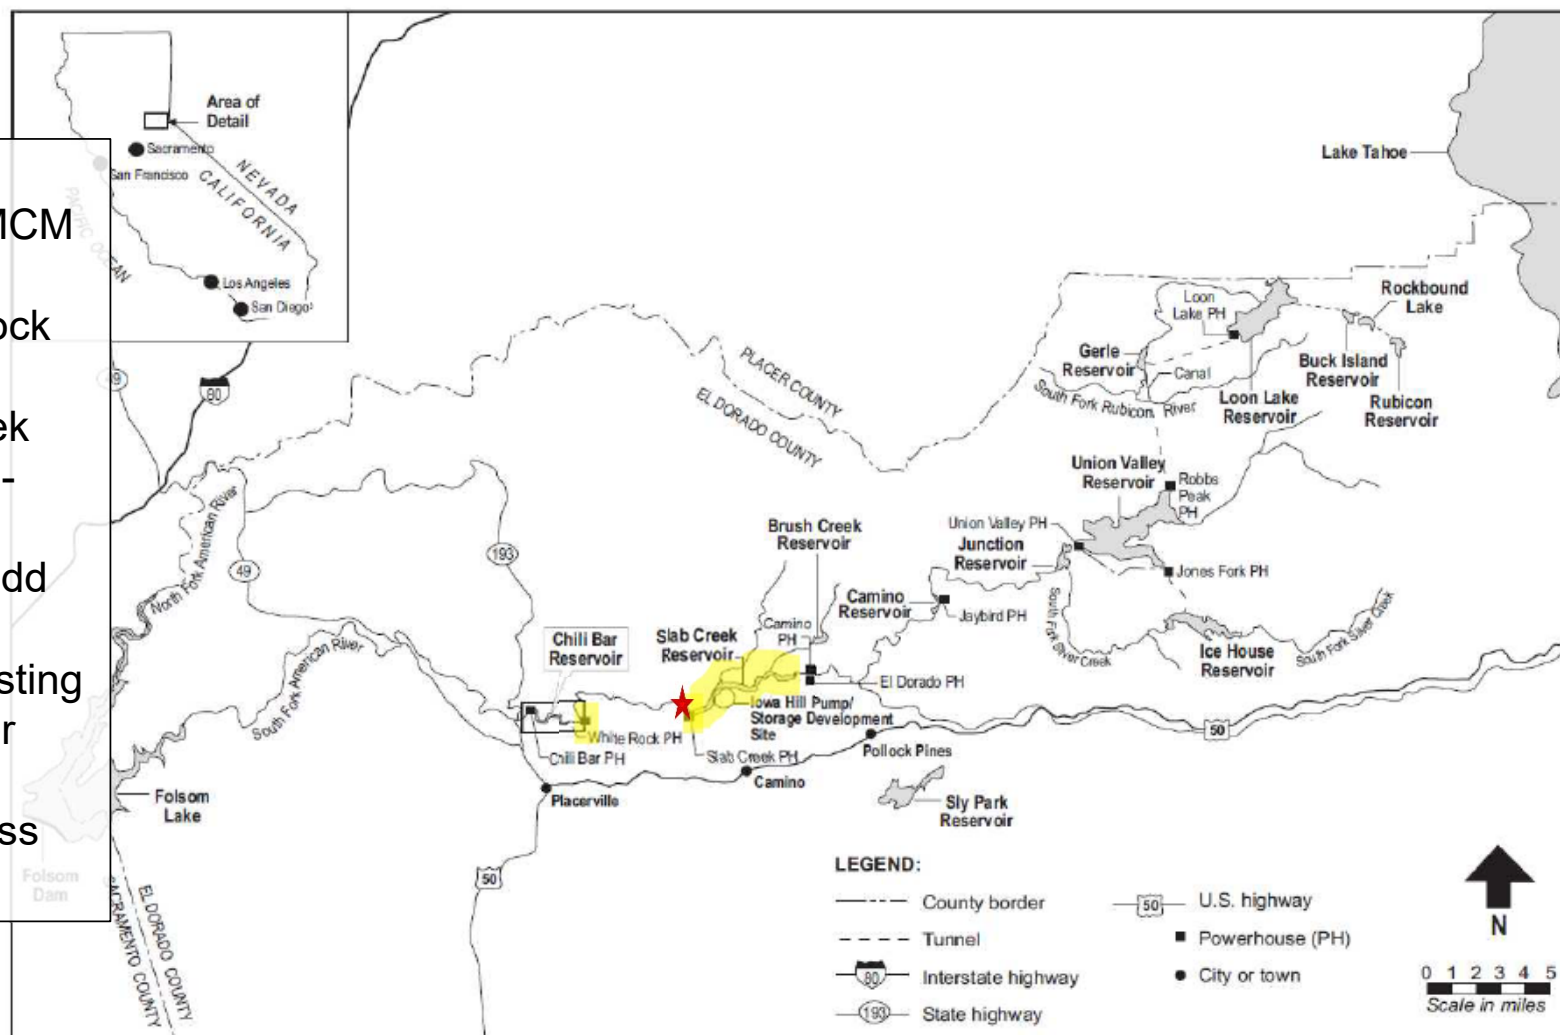 Area of
Detail
Sacramento
San Francisco
NEVADA
CALIFORNIA
PACIFIC OCEAN
Los Angeles
San Diego
MCM
ock
ek
-
dd
sting
r
ss
49
80
Lake Tahoe
PLACER COUNTY
EL DORADO COUNTY
Loon
Lake PH
Rockbound
Lake
Gerle
Reservoir
Canal
Buck Island
Reservoir
South Fork Rubicon River
Loon Lake
Reservoir
Rubicon
Reservoir
Union Valley
Reservoir
Robbs
Peak
PH
Union Valley PH
Junction
Reservoir
Jones Fork PH
Brush Creek
Reservoir
Camino
Reservoir
Jaybird PH
South Fork Silver Creek
Ice House
Reservoir
South Fork Silver Creek
North Fork American River
49
193
South Fork American River
Chili Bar
Reservoir
Slab Creek
Reservoir
Camino
PH
El Dorado PH
Iowa Hill Pump/
Storage Development
Site
White Rock PH
Chili Bar PH
Slab Creek PH
Pollock Pines
Camino
Placerville
50
Sly Park
Reservoir
Folsom
Lake
Folsom
Dam
50
EL DORADO COUNTY
SACRAMENTO COUNTY
LEGEND:
County border
Tunnel
80 Interstate highway
193 State highway
50 U.S. highway
Powerhouse (PH)
City or town
N
0 1 2 3 4 5
Scale in miles